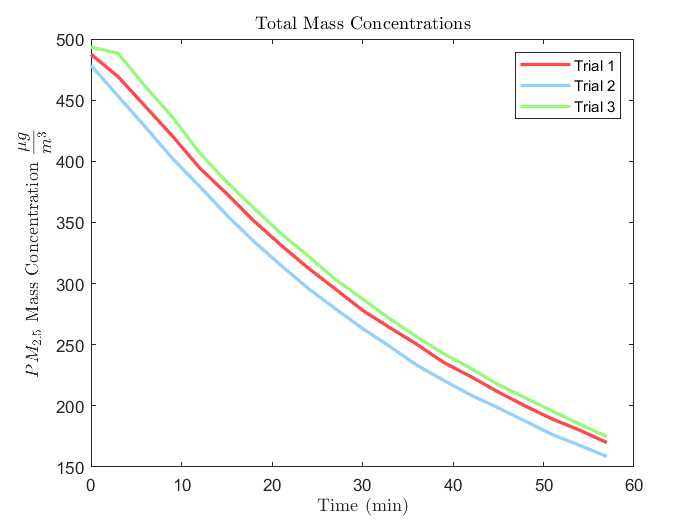 Total Mass Concentrations
500
450
400
350
300
250
200
150
0
10
20
30
40
50
60
PM2.5 Mass Concentration μg/m³
Time (min)
Trial 1
Trial 2
Trial 3